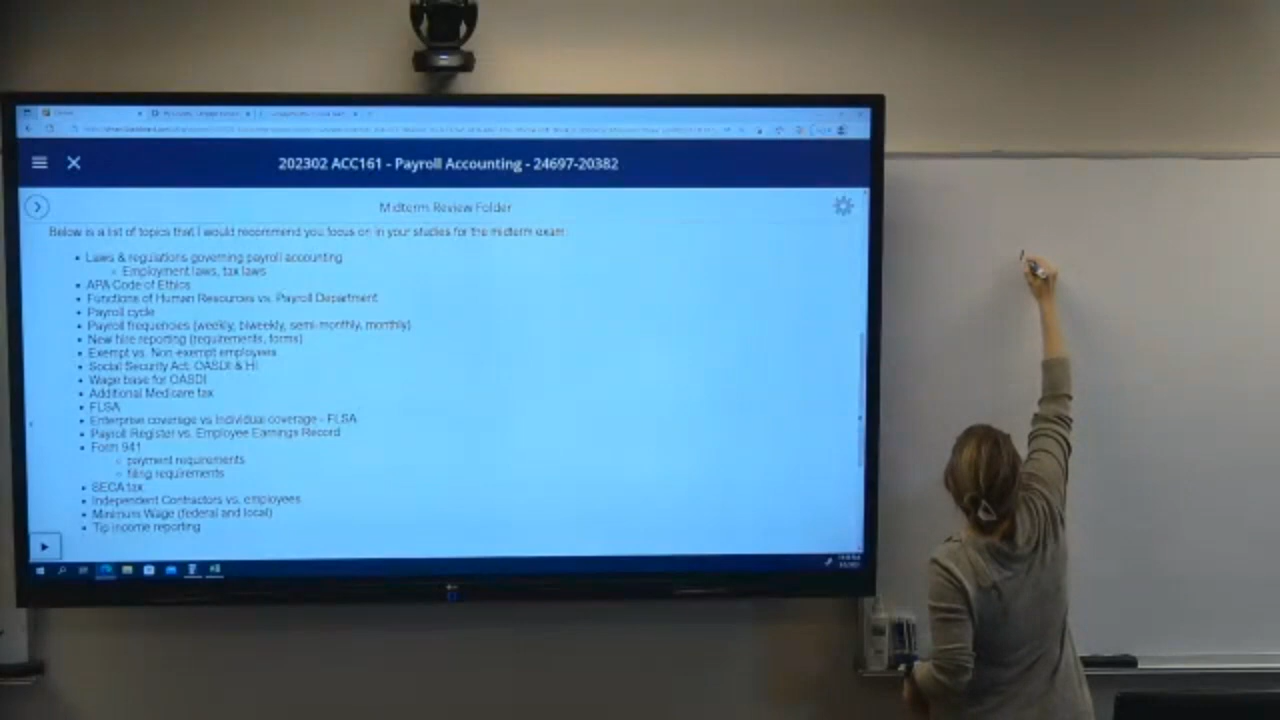 202302 ACC161 - Payroll Accounting - 24697-20382
Midterm Review Folder
Below is a list of topics that I would recommend you focus on in your studies for the midterm exam:
Laws & regulations governing payroll accounting
Employment laws, tax laws
APA Code of Ethics
Functions of Human Resources vs. Payroll Department
Payroll cycle
Payroll frequencies (weekly, biweekly, semi-monthly, monthly)
New hire reporting (requirements, forms)
Exempt vs. Non-exempt employees
Social Security Act: OASDI & HI
Wage base for OASDI
Additional Medicare tax
FLSA
Enterprise coverage vs Individual coverage - FLSA
Payroll Register vs. Employee Earnings Record
Form 941
payment requirements
filing requirements
SECA tax
Independent Contractors vs. employees
Minimum Wage (federal and local)
Tip income reporting